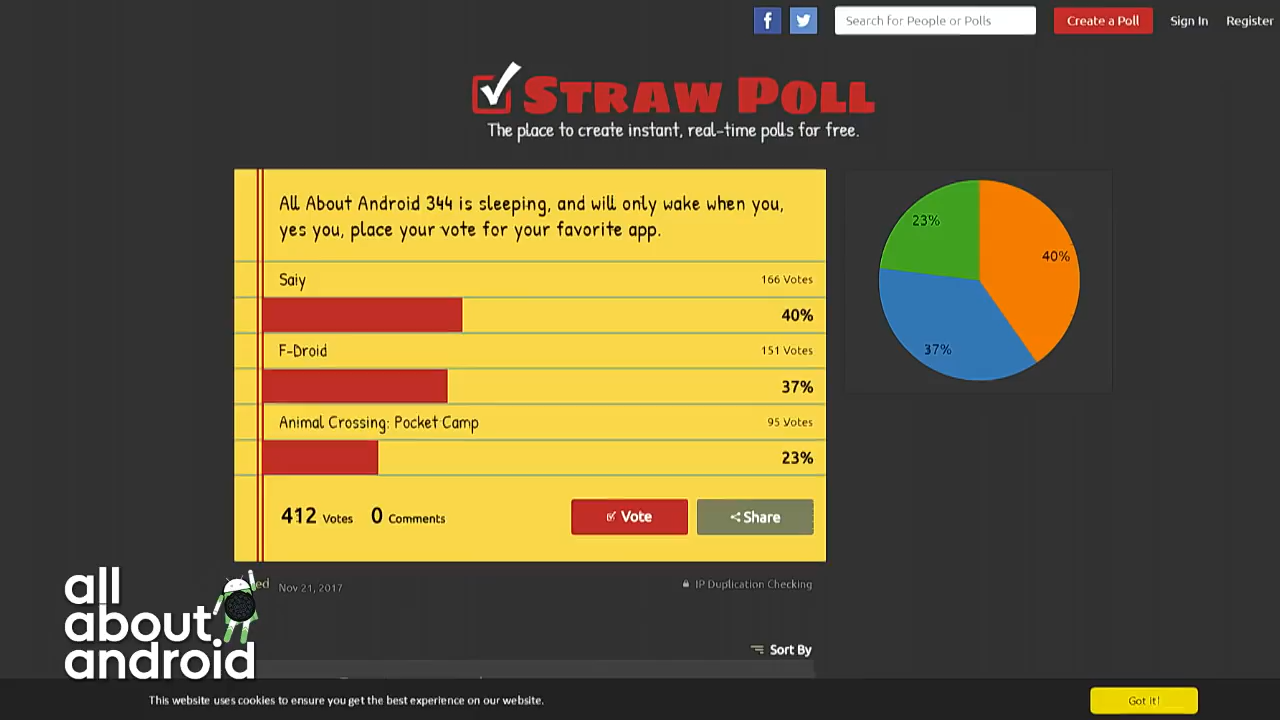 Search for People or Polls
Create a Poll
Sign In
Register
STRAW POLL
The place to create instant, real-time polls for free.
All About Android 344 is sleeping, and will only wake when you,
yes you, place your vote for your favorite app.
Saiy
166 Votes
40%
F-Droid
151 Votes
37%
Animal Crossing: Pocket Camp
95 Votes
23%
412 Votes
0 Comments
Vote
Share
23%
40%
37%
Nov 21, 2017
IP Duplication Checking
Sort By
all
about
android
This website uses cookies to ensure you get the best experience on our website.
Got it!